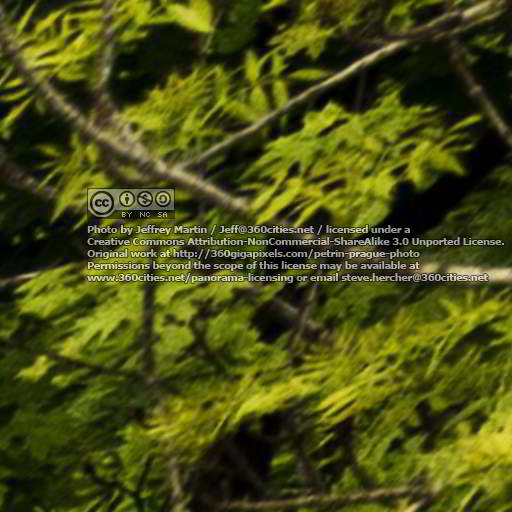 cc BY NC SA
Photo by Jeffrey Martin / Jeff@360cities.net / licensed under a
Creative Commons Attribution-NonCommercial-ShareAlike 3.0 Unported License.
Original work at http://360gigapixels.com/petrin-prague-photo
Permissions beyond the scope of this license may be available at
www.360cities.net/panorama-licensing or email steve.hercher@360cities.net